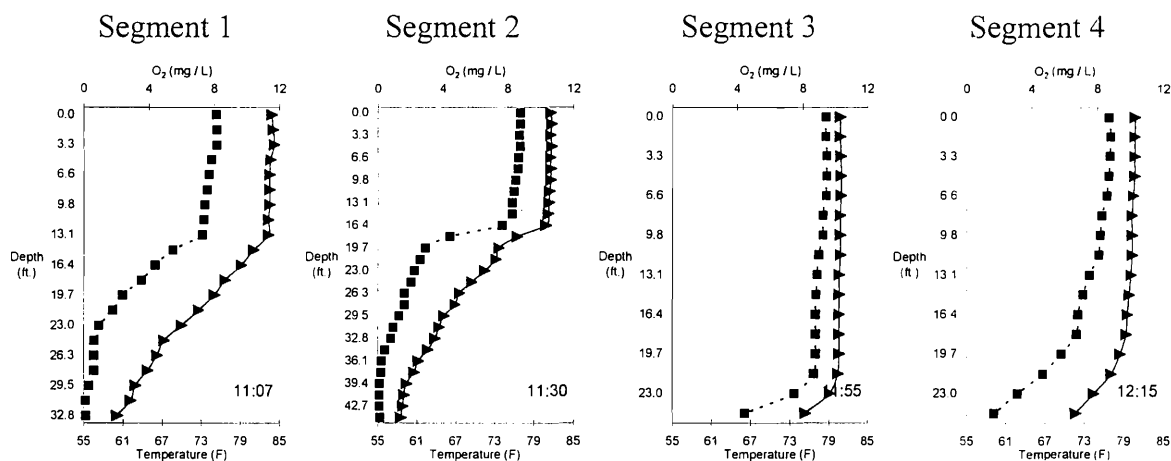 Segment 1
O2 (mg / L)
0 4 8 12
0.0
3.3
6.6
9.8
13.1
Depth
(ft.)
16.4
19.7
23.0
26.3
29.5
32.8
11:07
55 61 67 73 79 85
Temperature (F)
Segment 2
O2 (mg / L)
0 4 8 12
0.0
3.3
6.6
9.8
13.1
16.4
Depth
(ft.)
19.7
23.0
26.3
29.5
32.8
36.1
39.4
42.7
11:30
55 61 67 73 79 85
Temperature (F)
Segment 3
O2 (mg / L)
0 4 8 12
0.0
3.3
6.6
9.8
Depth
(ft.)
13.1
16.4
19.7
23.0
:55
55 61 67 73 79 85
Temperature (F)
Segment 4
O2 (mg / L)
0 4 8 12
0 0
3.3
6 6
9.8
Depth
(ft.)
13 1
16.4
19.7
23.0
12:15
55 61 67 73 79 85
Temperature (F)